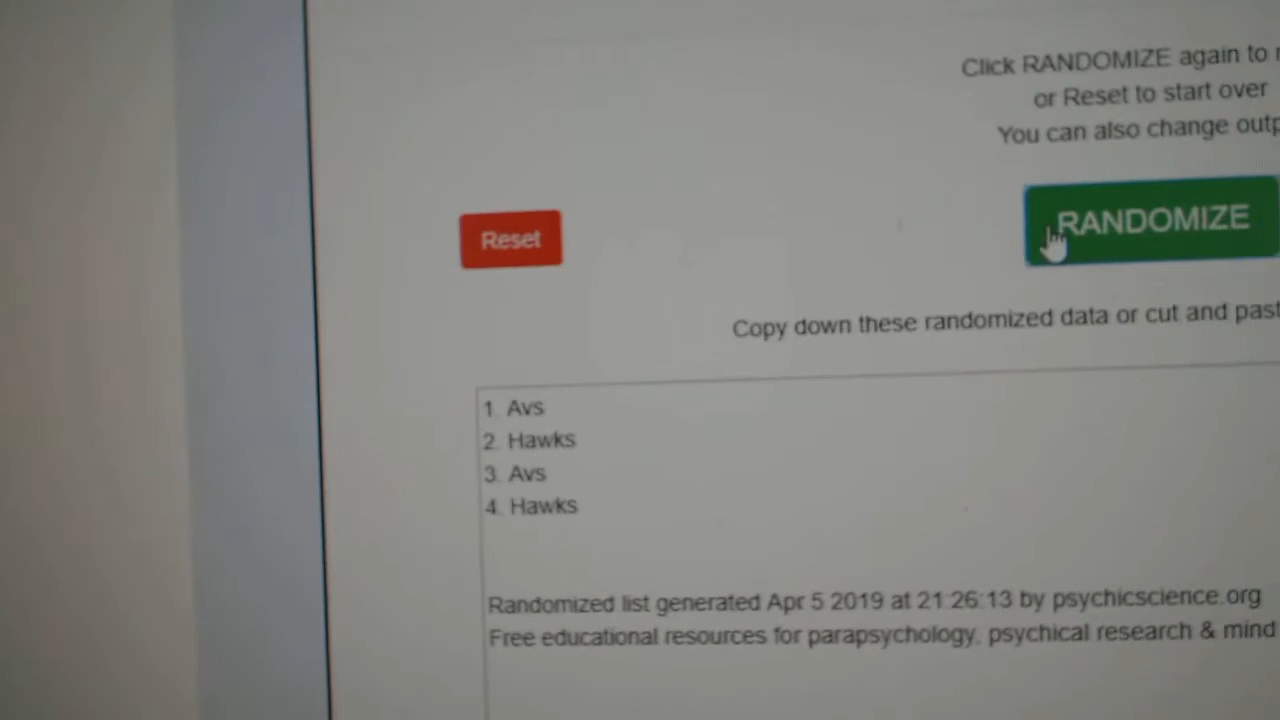 Click RANDOMIZE again to
or Reset to start over
You can also change
Reset
RANDOMIZE
Copy down these randomized data or cut and
1. Avs
2. Hawks
3. Avs
4. Hawks
Randomized list generated Apr 5 2019 at 21:26:13 by psychicscience.org
Free educational resources for parapsychology, psychical research & mind